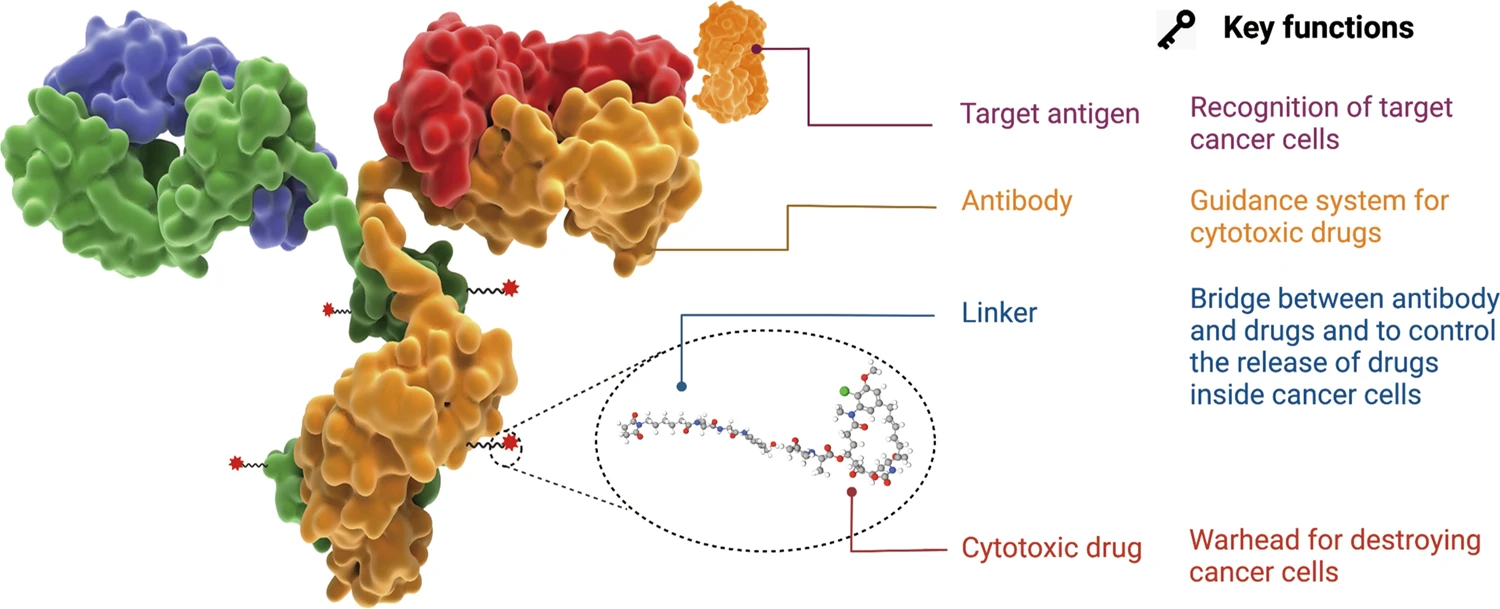 Key functions
Target antigen
Recognition of target
cancer cells
Antibody
Guidance system for
cytotoxic drugs
Linker
Bridge between antibody
and drugs and to control
the release of drugs
inside cancer cells
Cytotoxic drug
Warhead for destroying
cancer cells